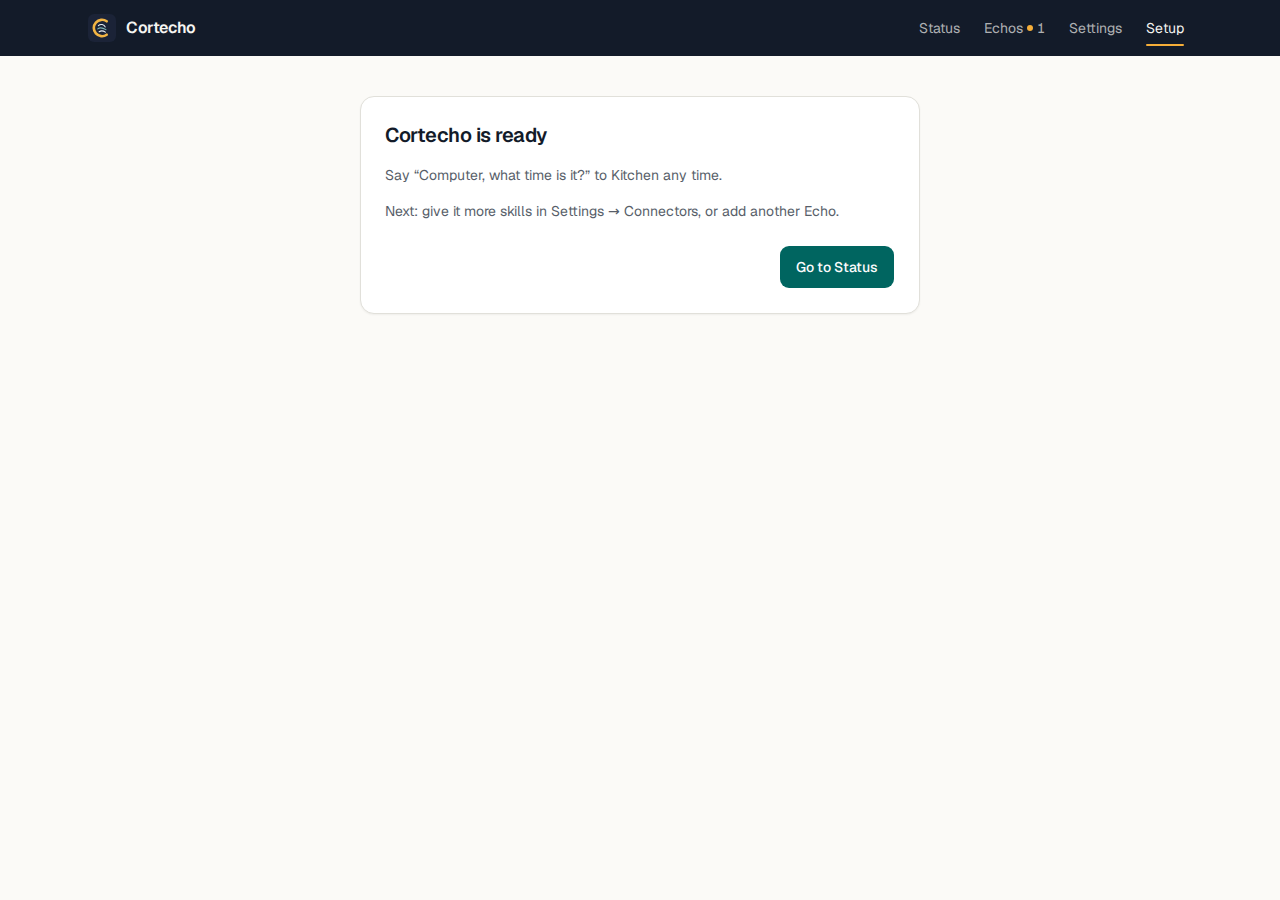 Cortecho
Status
Echos 1
Settings
Setup
Cortecho is ready
Say “Computer, what time is it?” to Kitchen any time.
Next: give it more skills in Settings → Connectors, or add another Echo.
Go to Status